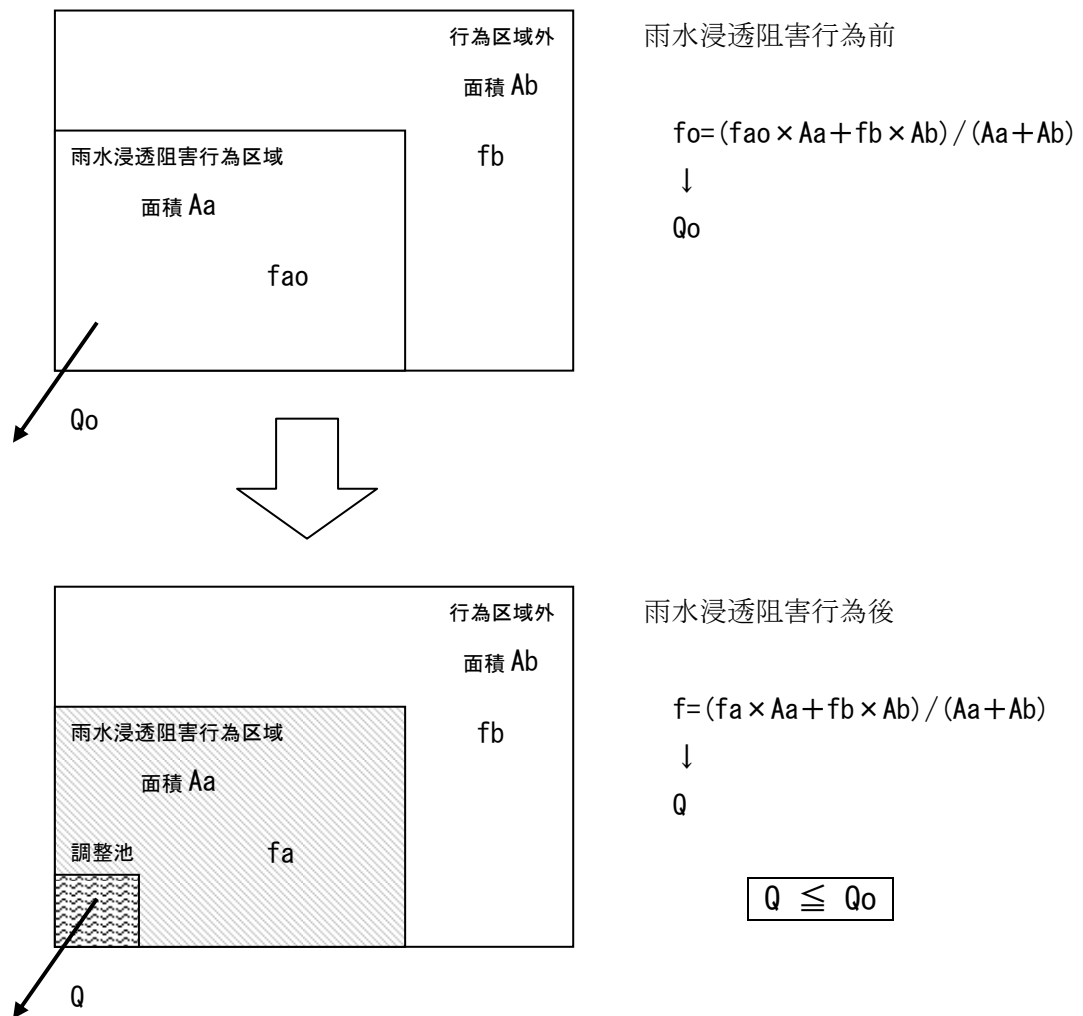 行為区域外
面積 Ab
fb
雨水浸透阻害行為区域
面積 Aa
fao
Qo
雨水浸透阻害行為前
fo=(fao×Aa+fb×Ab)/(Aa+Ab)
↓
Qo
行為区域外
面積 Ab
fb
雨水浸透阻害行為区域
面積 Aa
fa
調整池
Q
雨水浸透阻害行為後
f=(fa×Aa+fb×Ab)/(Aa+Ab)
↓
Q
Q ≦ Qo